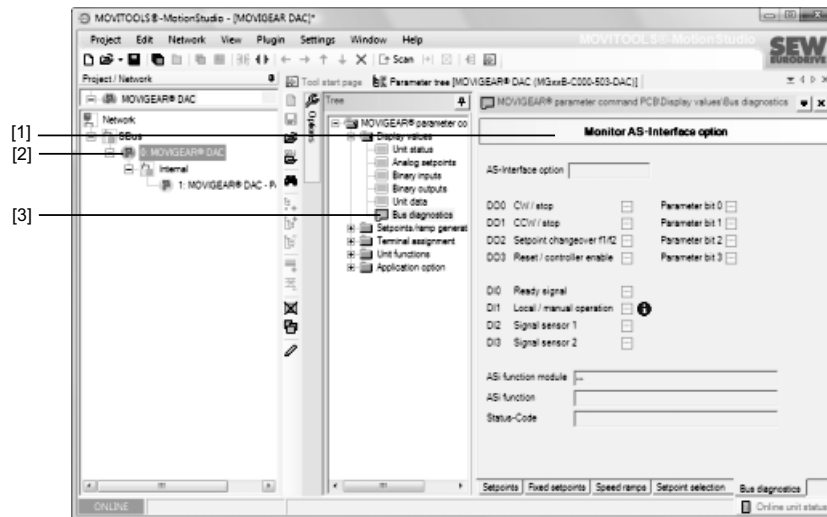 MOVITOOLS®-MotionStudio - [MOVIGEAR DAC]*
Project Edit Network View Plugin Settings Window Help
MOVITOOLS®-MotionStudio
SEW
EURODRIVE
Scan
Project / Network
Tool start page
Parameter tree [MOVIGEAR® DAC (MGxxB-C000-503-DAC)]
MOVIGEAR® DAC
Options
Tree
MOVIGEAR® parameter command PCB\Display values\Bus diagnostics
Network
SBus
0: MOVIGEAR® DAC
Internal
1: MOVIGEAR® DAC - P
MOVIGEAR® parameter co
Display values
Unit status
Analog setpoints
Binary inputs
Binary outputs
Unit data
Bus diagnostics
Setpoints/ramp generat
Terminal assignment
Unit functions
Application option
[1]
[2]
[3]
Monitor AS-Interface option
AS-Interface option
DO0 CW / stop Parameter bit 0
DO1 CCW / stop Parameter bit 1
DO2 Setpoint changeover f1/f2 Parameter bit 2
DO3 Reset / controller enable Parameter bit 3
DI0 Ready signal
DI1 Local / manual operation
DI2 Signal sensor 1
DI3 Signal sensor 2
ASi function module ...
ASi function
Status-Code
Setpoints Fixed setpoints Speed ramps Setpoint selection Bus diagnostics
ONLINE
Online unit status